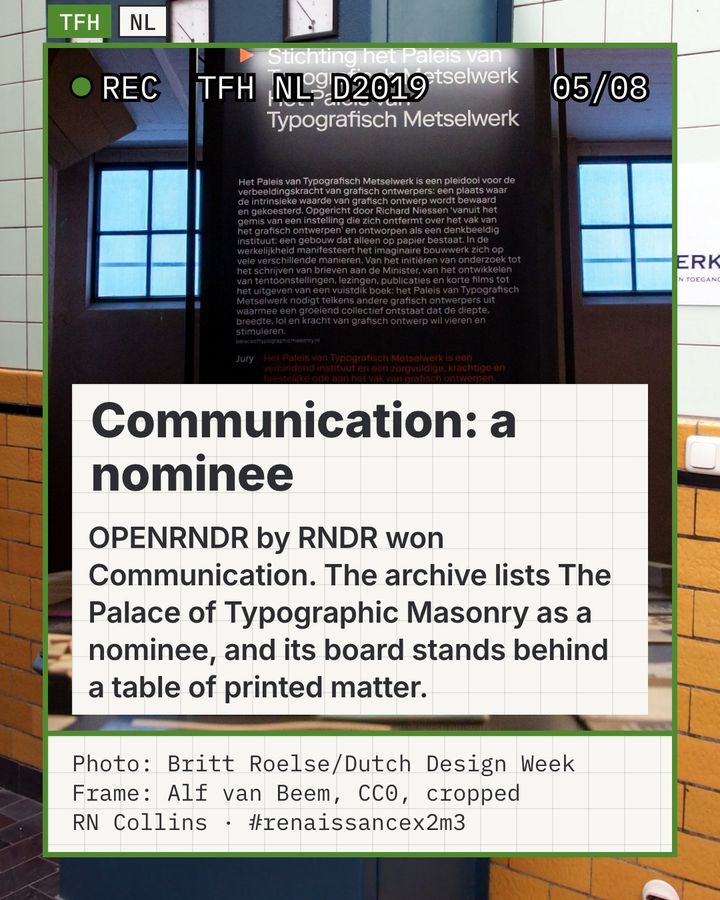 TFH NL
REC TFH NL D2019 05/08
Stichting het Paleis van
Typografisch Metselwerk
Het Paleis van
Typografisch Metselwerk
Het Paleis van Typografisch Metselwerk is een pleidooi voor de
verbeeldingskracht van grafisch ontwerpers: een plaats waar
de intrinsieke waarde van grafisch ontwerp wordt bewaard
en gekoesterd. Opgericht door Richard Niessen 'vanuit het
gemis van een instelling die zich ontfermt over het vak van
het grafisch ontwerpen' en ontworpen als een denkbeeldig
instituut: een gebouw dat alleen op papier bestaat. In de
werkelijkheid manifesteert het imaginaire bouwwerk zich op
vele verschillende manieren. Van het initiëren van onderzoek tot
het schrijven van brieven aan de Minister, van het ontwikkelen
van tentoonstellingen, lezingen, publicaties en korte films tot
het uitgeven van een vuistdik boek: het Paleis van Typografisch
Metselwerk nodigt telkens andere grafisch ontwerpers uit
waarmee een groeiend collectief ontstaat dat de diepte,
breedte, lol en kracht van grafisch ontwerp wil vieren en
stimuleren.
palaceoftypographicmasonry.nl
Jury Het Paleis van Typografisch Metselwerk is een
verbindend instituut en een zorgvuldige, krachtige en
feestelijke ode aan het vak van grafisch ontwerpen.
ERK
N TOEGANG
Communication: a
nominee
OPENRNDR by RNDR won
Communication. The archive lists The
Palace of Typographic Masonry as a
nominee, and its board stands behind
a table of printed matter.
Photo: Britt Roelse/Dutch Design Week
Frame: Alf van Beem, CC0, cropped
RN Collins · #renaissancex2m3